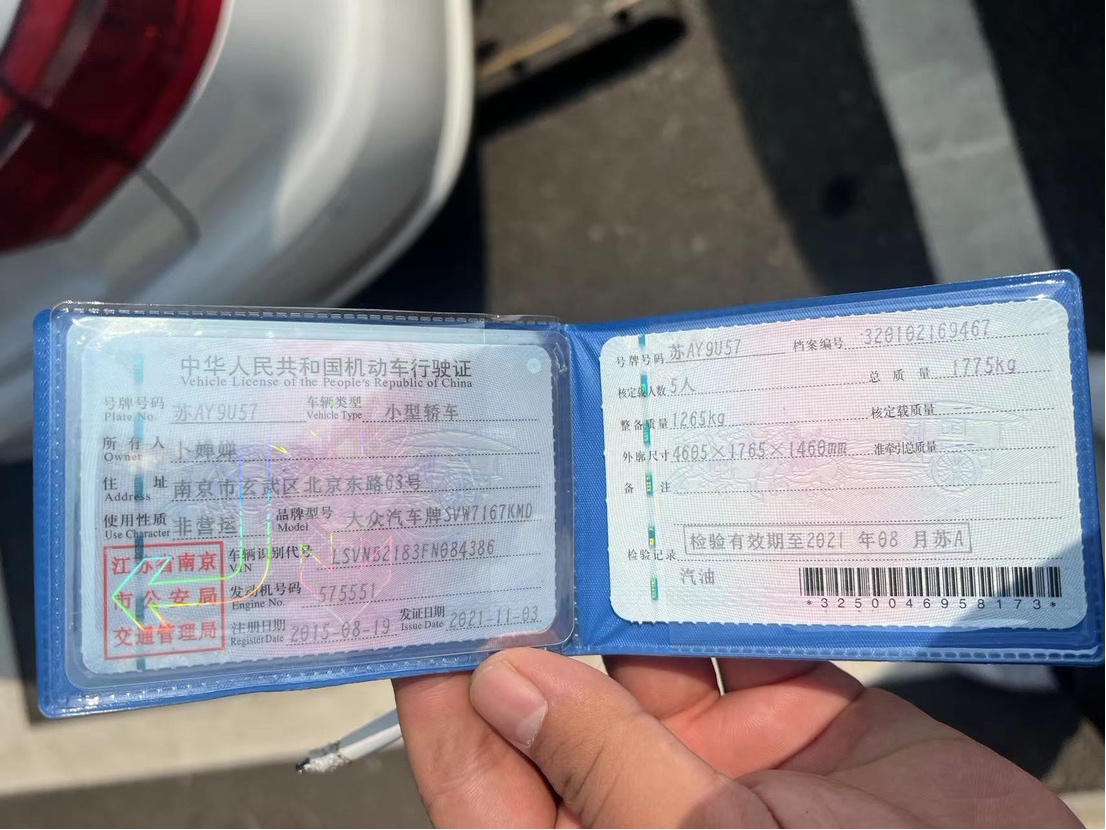 中华人民共和国机动车行驶证
Vehicle License of the People's Republic of China
号牌号码 苏AY9U57 车辆类型 小型轿车
Plate No. Vehicle Type
所有人 卜婵婵
Owner
住址 南京市玄武区北京东路63号
Address
使用性质 非营运 品牌型号 大众汽车牌SVW7167KMD
Use Character Model
江苏省南京
市公安局
交通管理局
车辆识别代号 LSVN52183FN084386
VIN
发动机号码 575551
Engine No.
注册日期 2015-08-19 发证日期 2021-11-03
Register Date Issue Date
号牌号码 苏AY9U57 档案编号 320102169467
核定载人数 5人 总质量 1775kg
整备质量 1265kg 核定载质量 --
外廓尺寸 4605×1765×1460mm 准牵引总质量 --
备注
检验记录 检验有效期至2021年08月苏A
汽油
*3250046958173*